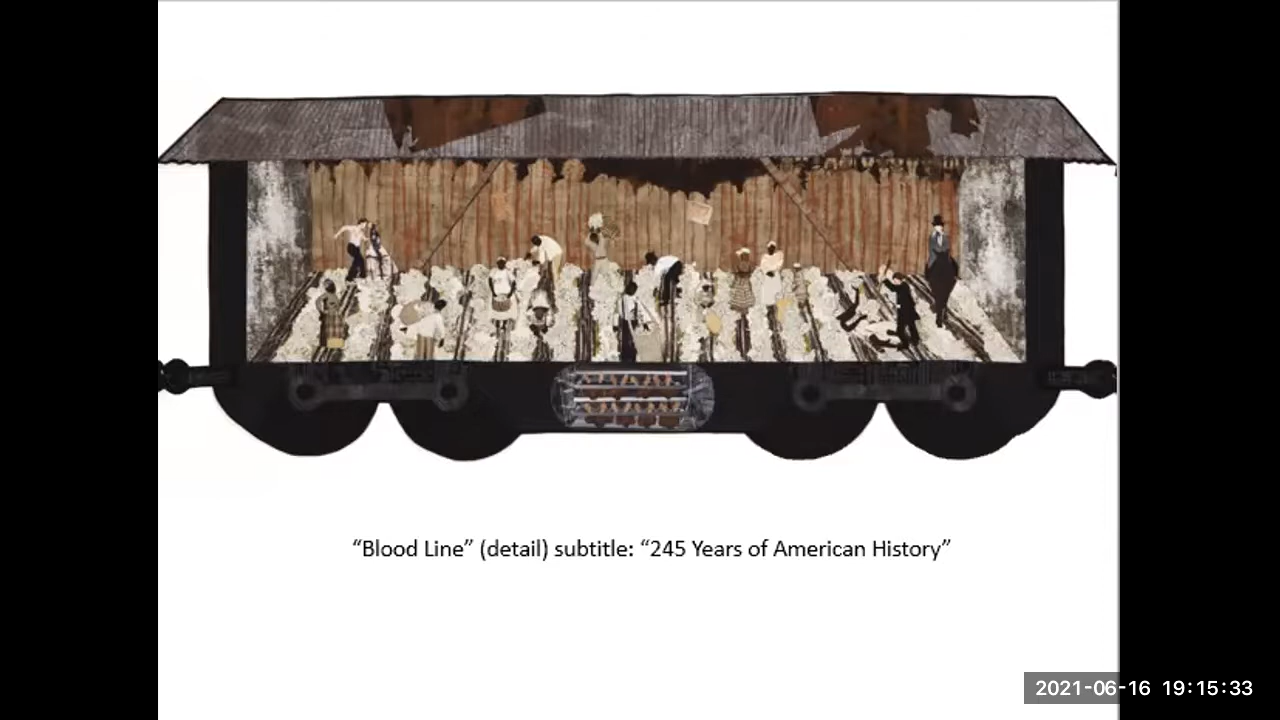 “Blood Line” (detail) subtitle: “245 Years of American History”
2021-06-16 19:15:33